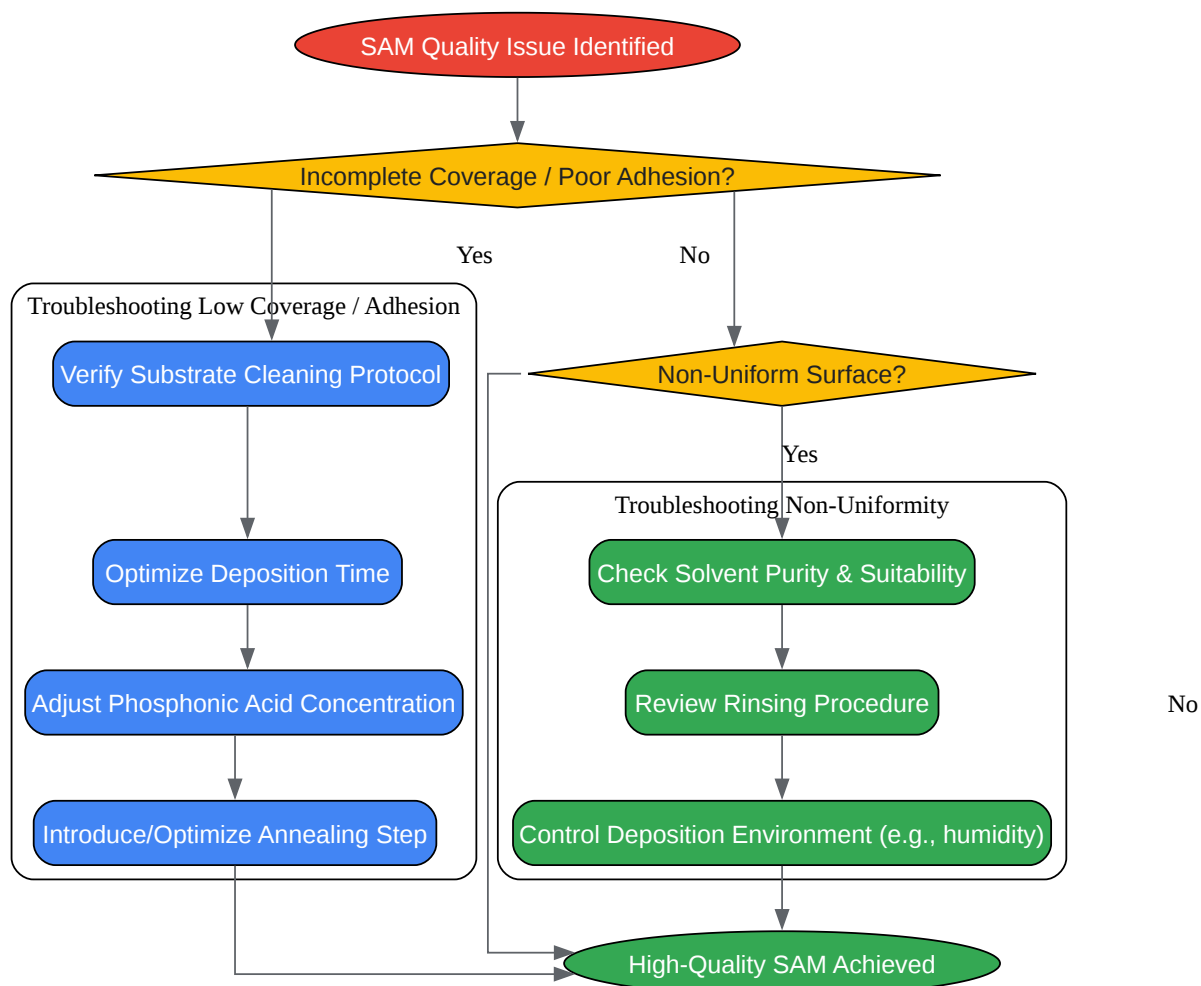 SAM Quality Issue Identified
Incomplete Coverage / Poor Adhesion?
Yes
No
Troubleshooting Low Coverage / Adhesion
Verify Substrate Cleaning Protocol
Optimize Deposition Time
Adjust Phosphonic Acid Concentration
Introduce/Optimize Annealing Step
Non-Uniform Surface?
Yes
Troubleshooting Non-Uniformity
Check Solvent Purity & Suitability
Review Rinsing Procedure
Control Deposition Environment (e.g., humidity)
No
High-Quality SAM Achieved